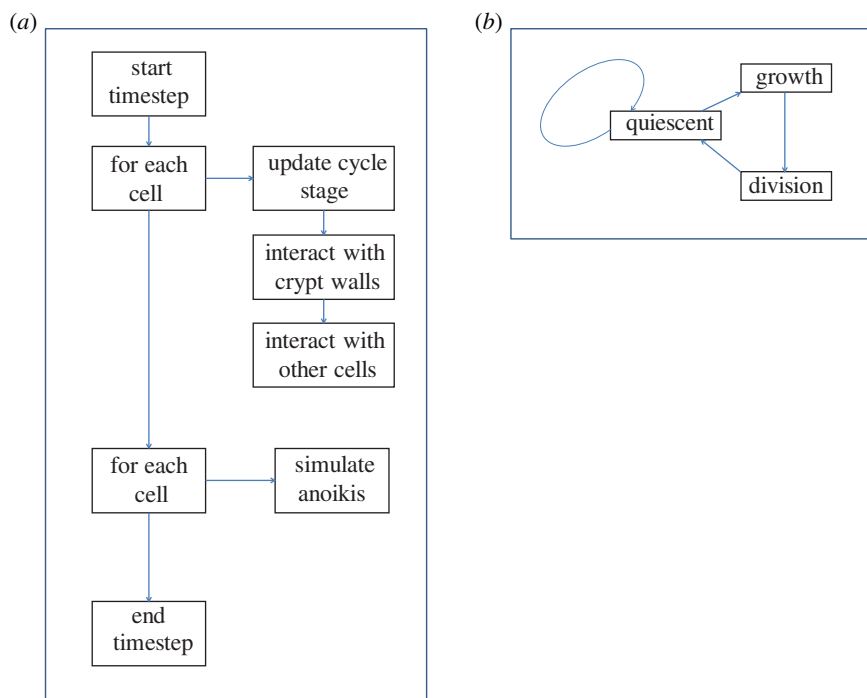 (a)
start
timestep
for each
cell
update cycle
stage
interact with
crypt walls
interact with
other cells
for each
cell
simulate
anoikis
end
timestep
(b)
growth
quiescent
division